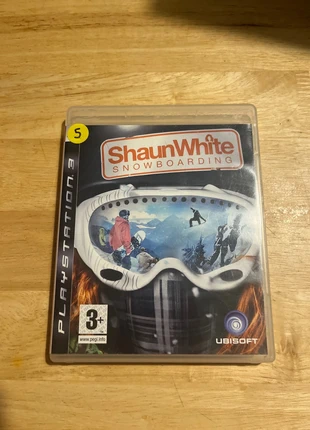 5
ShaunWhite
SNOWBOARDING
PLAYSTATION 3
3+
www.pegi.info
UBISOFT